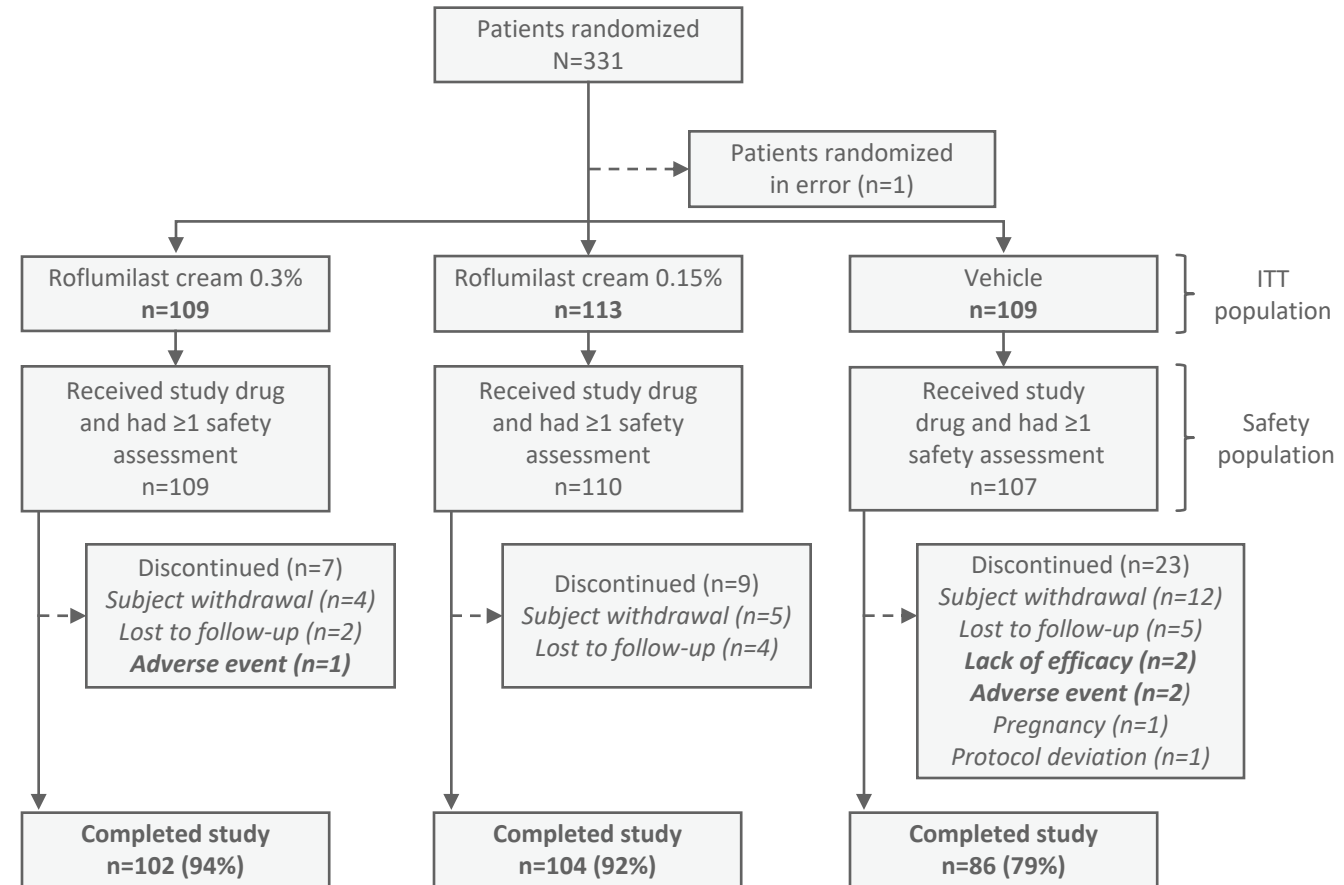 Patients randomized
N=331
Patients randomized
in error (n=1)
Roflumilast cream 0.3%
n=109
Roflumilast cream 0.15%
n=113
Vehicle
n=109
ITT
population
Received study drug
and had ≥1 safety
assessment
n=109
Received study drug
and had ≥1 safety
assessment
n=110
Received study
drug and had ≥1
safety assessment
n=107
Safety
population
Discontinued (n=7)
Subject withdrawal (n=4)
Lost to follow-up (n=2)
Adverse event (n=1)
Discontinued (n=9)
Subject withdrawal (n=5)
Lost to follow-up (n=4)
Discontinued (n=23)
Subject withdrawal (n=12)
Lost to follow-up (n=5)
Lack of efficacy (n=2)
Adverse event (n=2)
Pregnancy (n=1)
Protocol deviation (n=1)
Completed study
n=102 (94%)
Completed study
n=104 (92%)
Completed study
n=86 (79%)